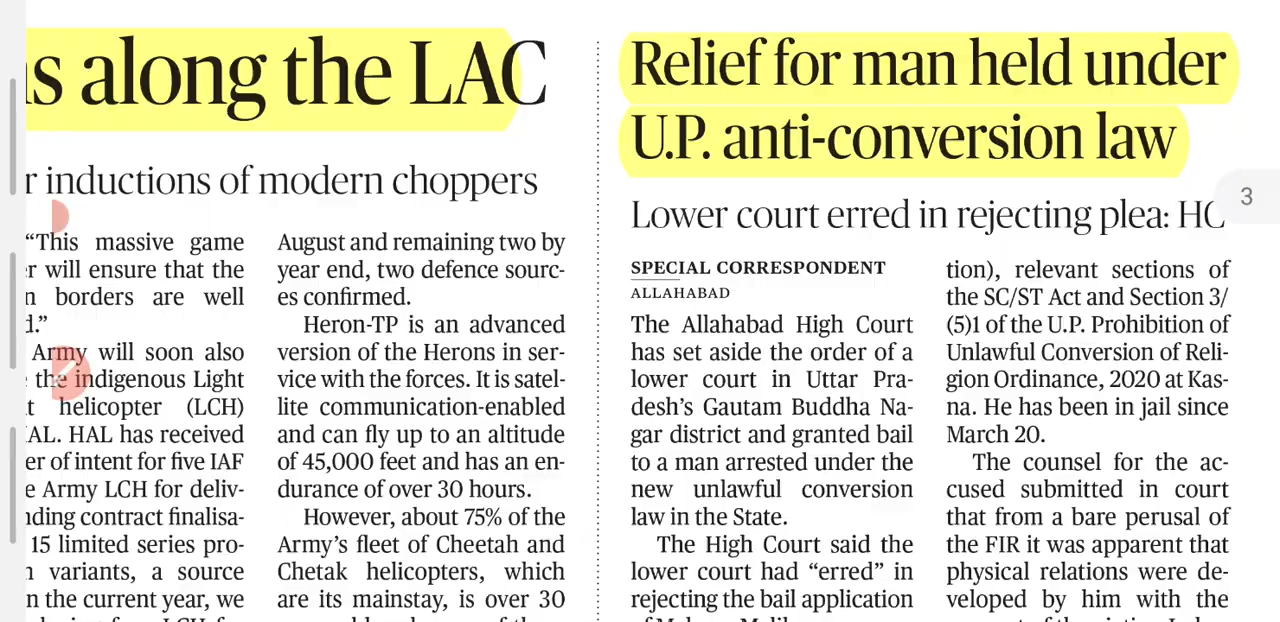 s along the LAC
r inductions of modern choppers
“This massive game
r will ensure that the
n borders are well
d.”
Army will soon also
the indigenous Light
t helicopter (LCH)
HAL. HAL has received
er of intent for five IAF
e Army LCH for deliv-
nding contract finalisa-
15 limited series pro-
n variants, a source
n the current year, we
August and remaining two by
year end, two defence sourc-
es confirmed.
Heron-TP is an advanced
version of the Herons in ser-
vice with the forces. It is satel-
lite communication-enabled
and can fly up to an altitude
of 45,000 feet and has an en-
durance of over 30 hours.
However, about 75% of the
Army’s fleet of Cheetah and
Chetak helicopters, which
are its mainstay, is over 30
Relief for man held under
U.P. anti-conversion law
Lower court erred in rejecting plea: HC
3
SPECIAL CORRESPONDENT
ALLAHABAD
The Allahabad High Court
has set aside the order of a
lower court in Uttar Pra-
desh’s Gautam Buddha Na-
gar district and granted bail
to a man arrested under the
new unlawful conversion
law in the State.
The High Court said the
lower court had “erred” in
rejecting the bail application
tion), relevant sections of
the SC/ST Act and Section 3/
(5)1 of the U.P. Prohibition of
Unlawful Conversion of Reli-
gion Ordinance, 2020 at Kas-
na. He has been in jail since
March 20.
The counsel for the ac-
cused submitted in court
that from a bare perusal of
the FIR it was apparent that
physical relations were de-
veloped by him with the